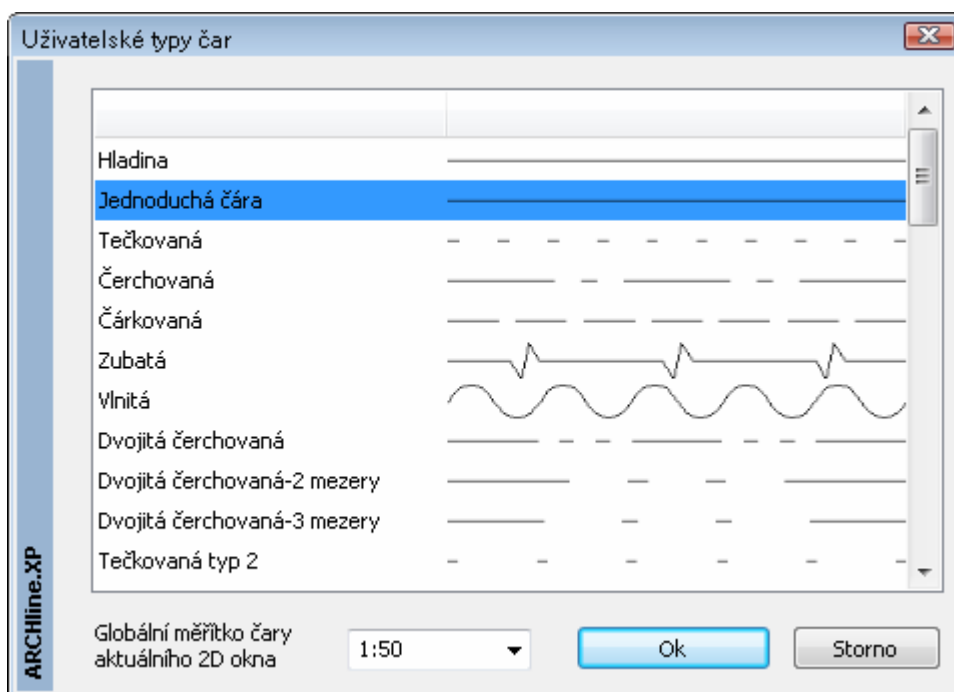 Uživatelské typy čar
Hladina
Jednoduchá čára
Tečkovaná
Čerchovaná
Čárkovaná
Zubatá
Vlnitá
Dvojitá čerchovaná
Dvojitá čerchovaná-2 mezery
Dvojitá čerchovaná-3 mezery
Tečkovaná typ 2
ARCHline.XP
Globální měřítko čary
aktuálního 2D okna
1:50
Ok
Storno